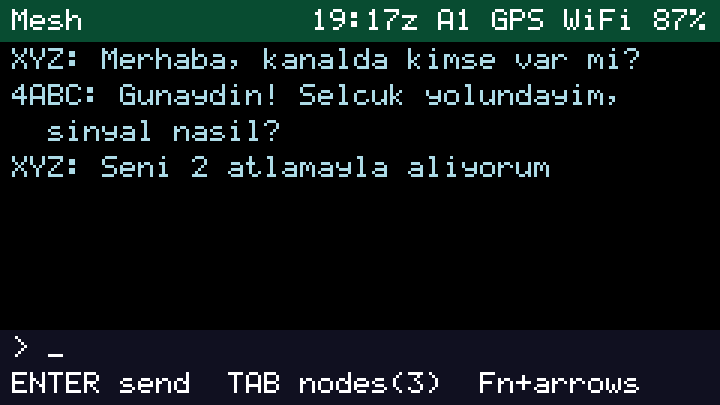 Mesh 19:17z A1 GPS WiFi 87%
XYZ: Merhaba, kanalda kimse var mi?
4ABC: Gunaydin! Selcuk yolundayim,
sinyal nasil?
XYZ: Seni 2 atlamayla aliyorum
> _
ENTER send TAB nodes(3) Fn+arrows